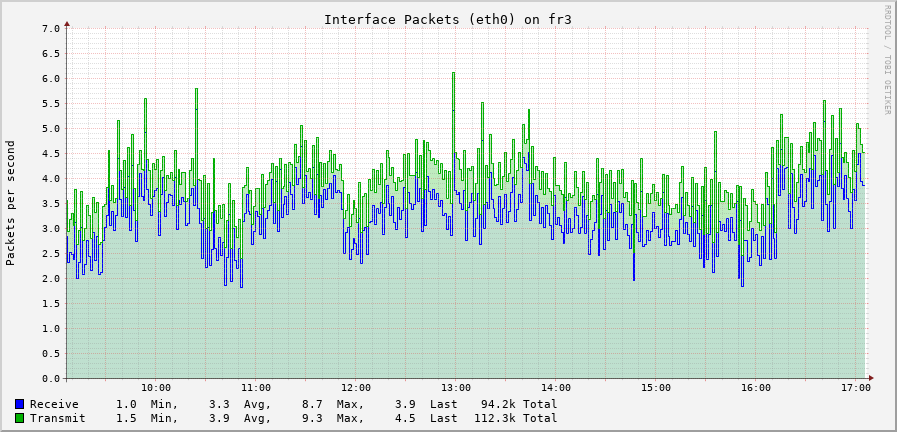 Interface Packets (eth0) on fr3
RRDTOOL / TOBI OETIKER
Packets per second
7.0
6.5
6.0
5.5
5.0
4.5
4.0
3.5
3.0
2.5
2.0
1.5
1.0
0.5
0.0
10:00 11:00 12:00 13:00 14:00 15:00 16:00 17:00
Receive 1.0 Min, 3.3 Avg, 8.7 Max, 3.9 Last 94.2k Total
Transmit 1.5 Min, 3.9 Avg, 9.3 Max, 4.5 Last 112.3k Total